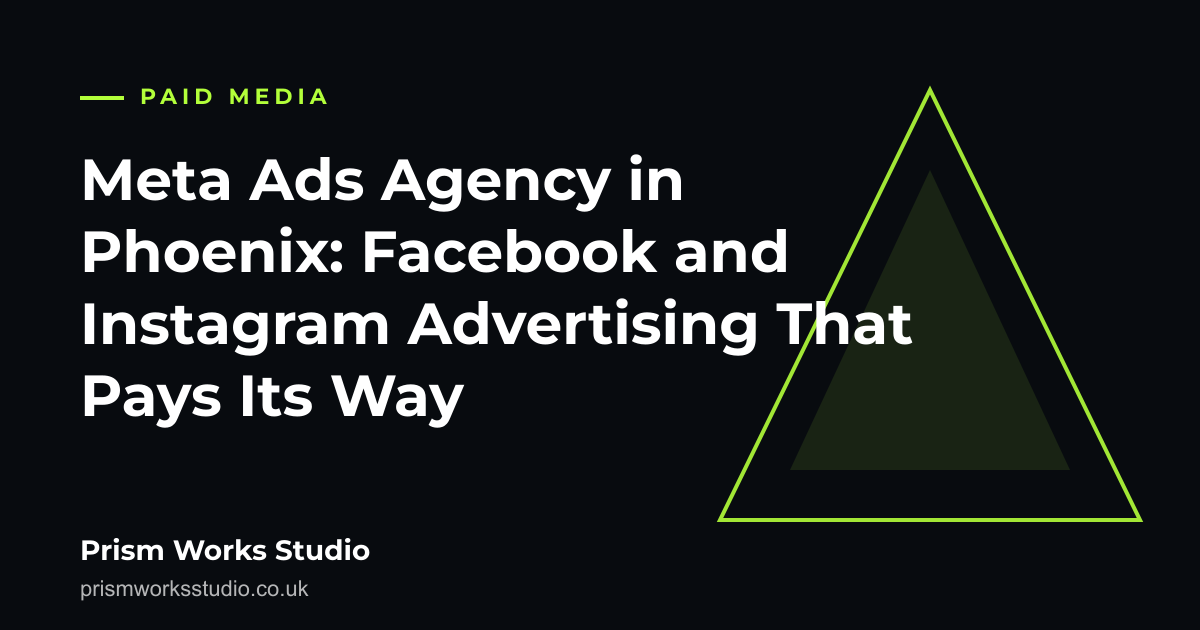 PAID MEDIA
Meta Ads Agency in
Phoenix: Facebook and
Instagram Advertising That
Pays Its Way
Prism Works Studio
prismworksstudio.co.uk